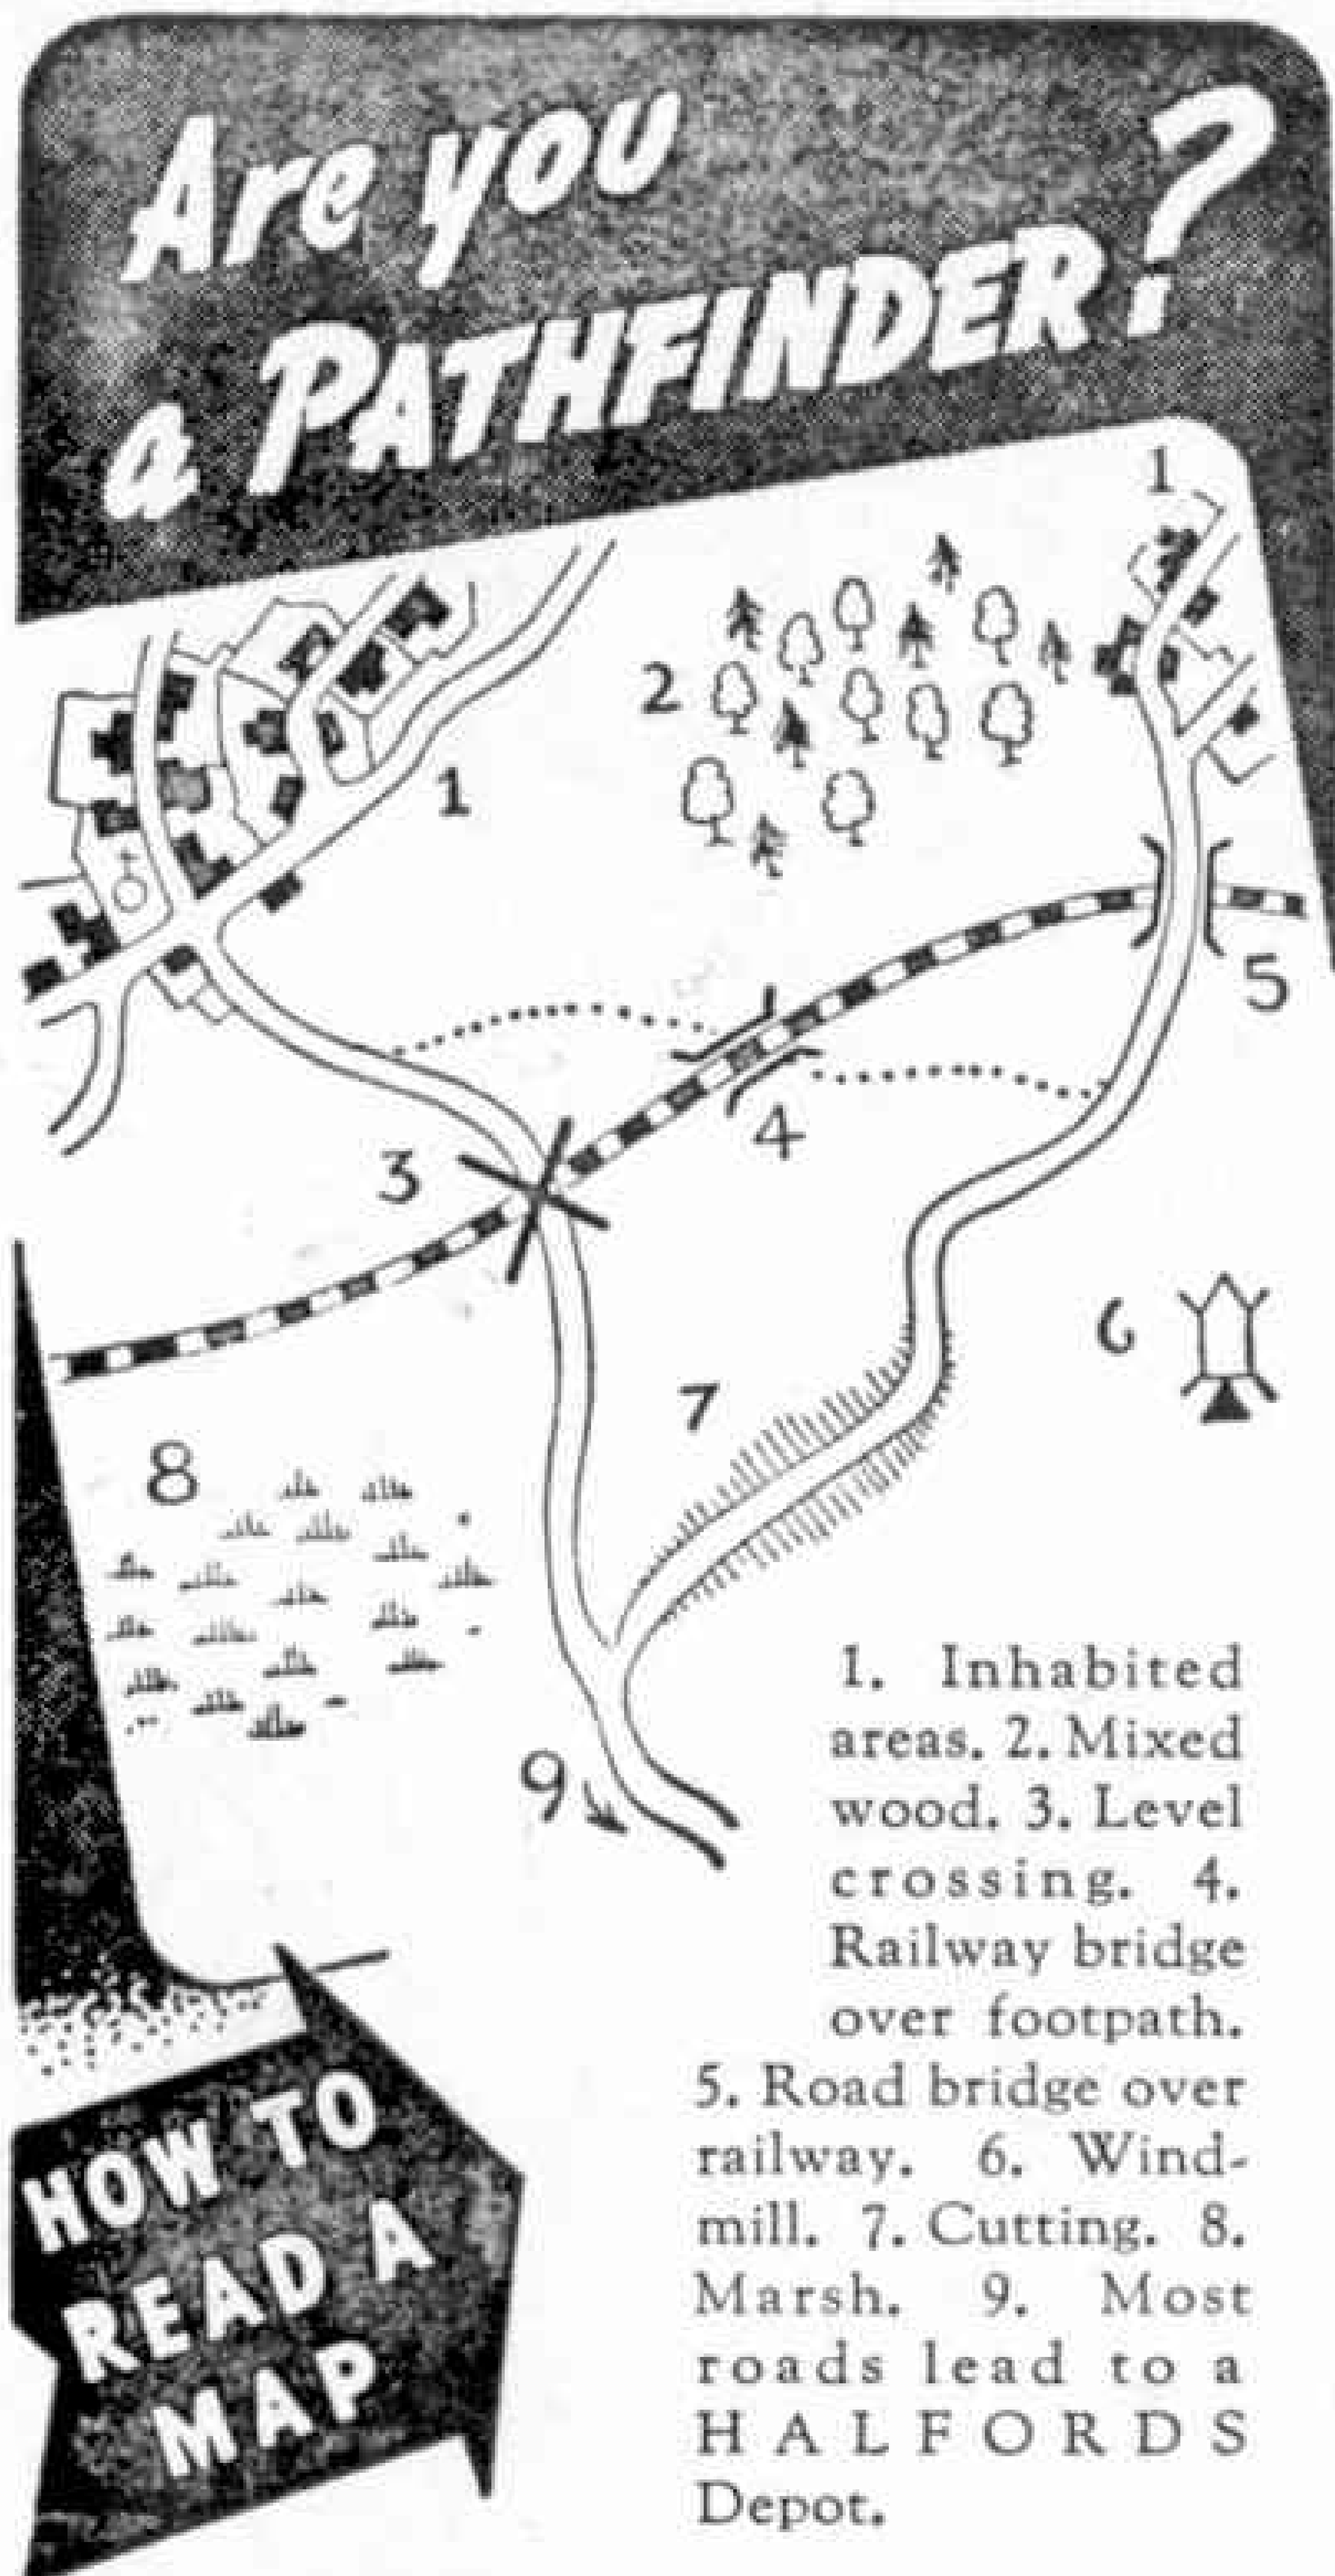 Are you
a PATHFINDER?
1
2
1
5
4
3
6
7
8
9
1. Inhabited
areas. 2. Mixed
wood. 3. Level
crossing. 4.
Railway bridge
over footpath.
5. Road bridge over
railway. 6. Wind-
mill. 7. Cutting. 8.
Marsh. 9. Most
roads lead to a
HALFORDS
Depot.
HOW TO
READ A
MAP